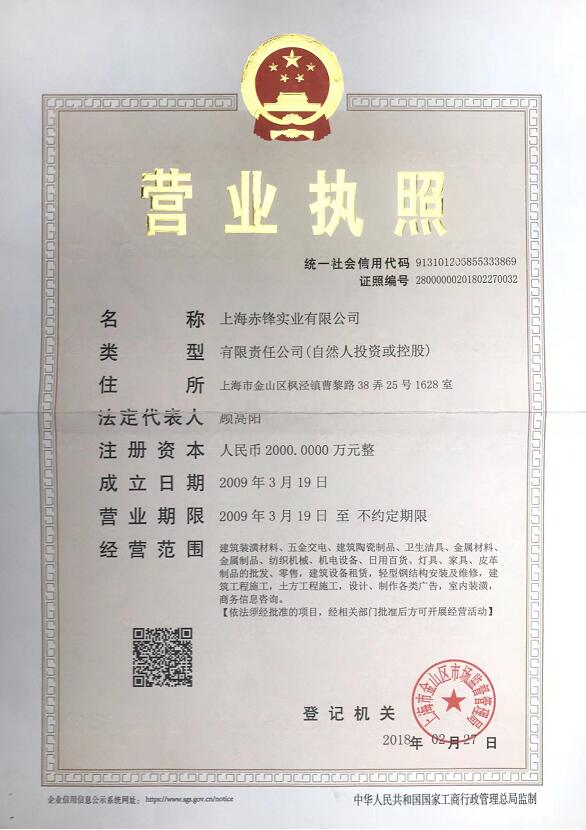 营业执照
统一社会信用代码 913101206855333869
证照编号 28000000201802270032
名称 上海赤锋实业有限公司
类型 有限责任公司(自然人投资或控股)
住所 上海市金山区枫泾镇曹黎路38弄25号1628室
法定代表人 顾嵩阳
注册资本 人民币2000.0000万元整
成立日期 2009年3月19日
营业期限 2009年3月19日 至 不约定期限
经营范围 建筑装潢材料、五金交电、建筑陶瓷制品、卫生洁具、金属材料、
金属制品、纺织机械、机电设备、日用百货、灯具、家具、皮革
制品的批发、零售，建筑设备租赁，轻型钢结构安装及维修，建
筑工程施工，土方工程施工，设计、制作各类广告，室内装潢，
商务信息咨询。
【依法须经批准的项目，经相关部门批准后方可开展经营活动】
上海市金山区市场监督管理局
登记机关
2018年 02月27日
企业信用信息公示系统网址： https://www.sgs.gov.cn/notice
中华人民共和国国家工商行政管理总局监制